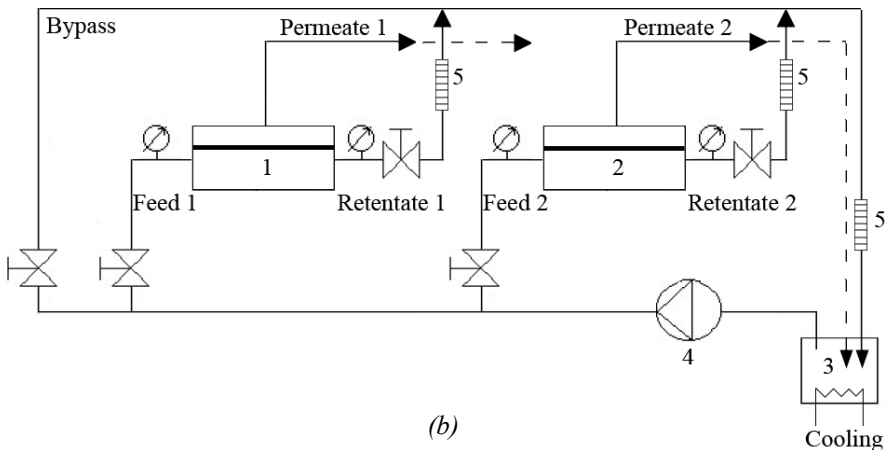 Bypass
Permeate 1
Permeate 2
5
5
1
2
Feed 1
Retentate 1
Feed 2
Retentate 2
5
4
3
(b)
Cooling